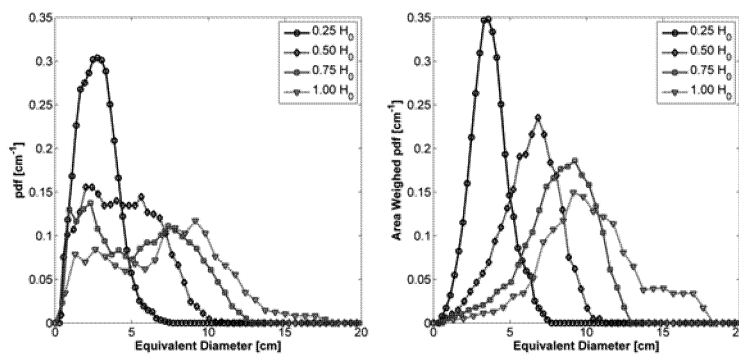 0.35
0.3
0.25
0.2
0.15
0.1
0.05
0
0 5 10 15 20
pdf [cm⁻¹]
Equivalent Diameter [cm]
0.25 H₀
0.50 H₀
0.75 H₀
1.00 H₀
0.35
0.3
0.25
0.2
0.15
0.1
0.05
0
0 5 10 15 20
Area Weighed pdf [cm⁻¹]
Equivalent Diameter [cm]
0.25 H₀
0.50 H₀
0.75 H₀
1.00 H₀